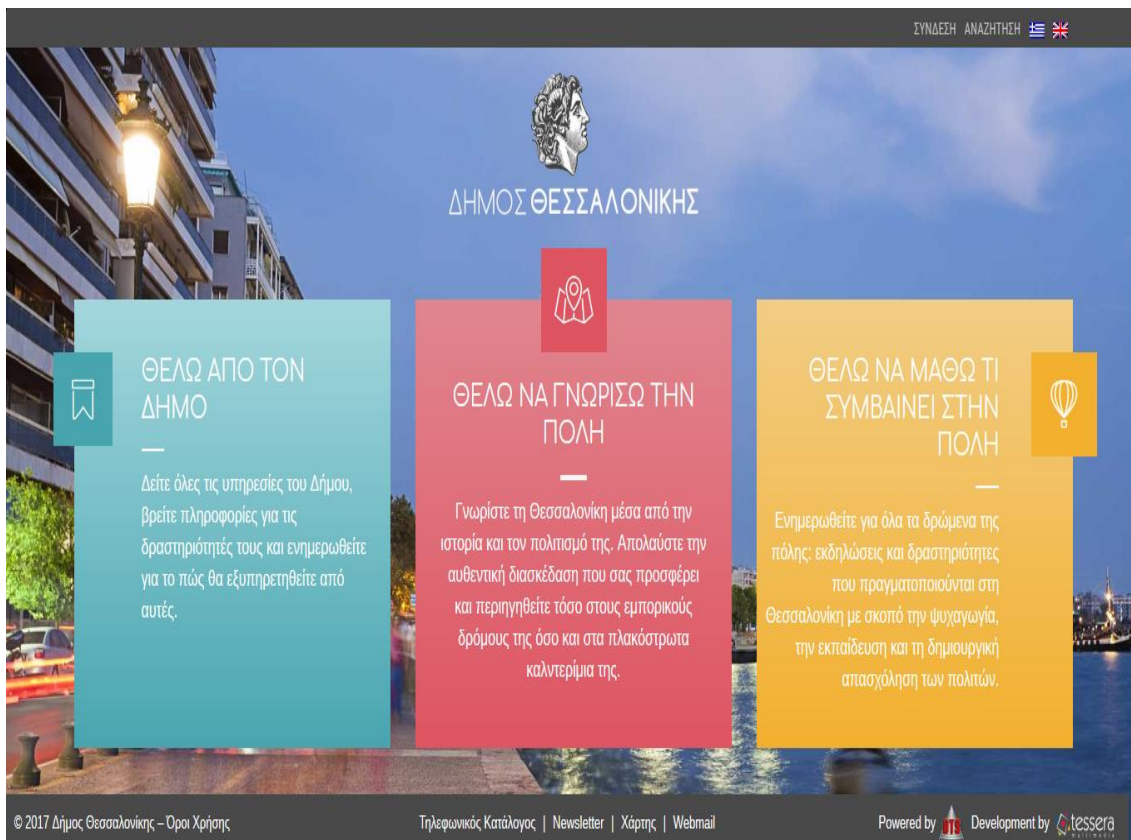 ΣΥΝΔΕΣΗ ΑΝΑΖΗΤΗΣΗ
ΔΗΜΟΣ ΘΕΣΣΑΛΟΝΙΚΗΣ
ΘΕΛΩ ΑΠΟ ΤΟΝ
ΔΗΜΟ
Δείτε όλες τις υπηρεσίες του Δήμου,
βρείτε πληροφορίες για τις
δραστηριότητές τους και ενημερωθείτε
για το πώς θα εξυπηρετηθείτε από
αυτές.
ΘΕΛΩ ΝΑ ΓΝΩΡΙΣΩ ΤΗΝ
ΠΟΛΗ
Γνωρίστε τη Θεσσαλονίκη μέσα από την
ιστορία και τον πολιτισμό της. Απολαύστε την
αυθεντική διασκέδαση που σας προσφέρει
και περιηγηθείτε τόσο στους εμπορικούς
δρόμους της όσο και στα πλακόστρωτα
καλντερίμια της.
ΘΕΛΩ ΝΑ ΜΑΘΩ ΤΙ
ΣΥΜΒΑΙΝΕΙ ΣΤΗΝ
ΠΟΛΗ
Ενημερωθείτε για όλα τα δρώμενα της
πόλης: εκδηλώσεις και δραστηριότητες
που πραγματοποιούνται στη
Θεσσαλονίκη με σκοπό την ψυχαγωγία,
την εκπαίδευση και τη δημιουργική
απασχόληση των πολιτών.
© 2017 Δήμος Θεσσαλονίκης – Όροι Χρήσης
Τηλεφωνικός Κατάλογος | Newsletter | Χάρτης | Webmail
Powered by OTS Development by tessera
multimedia